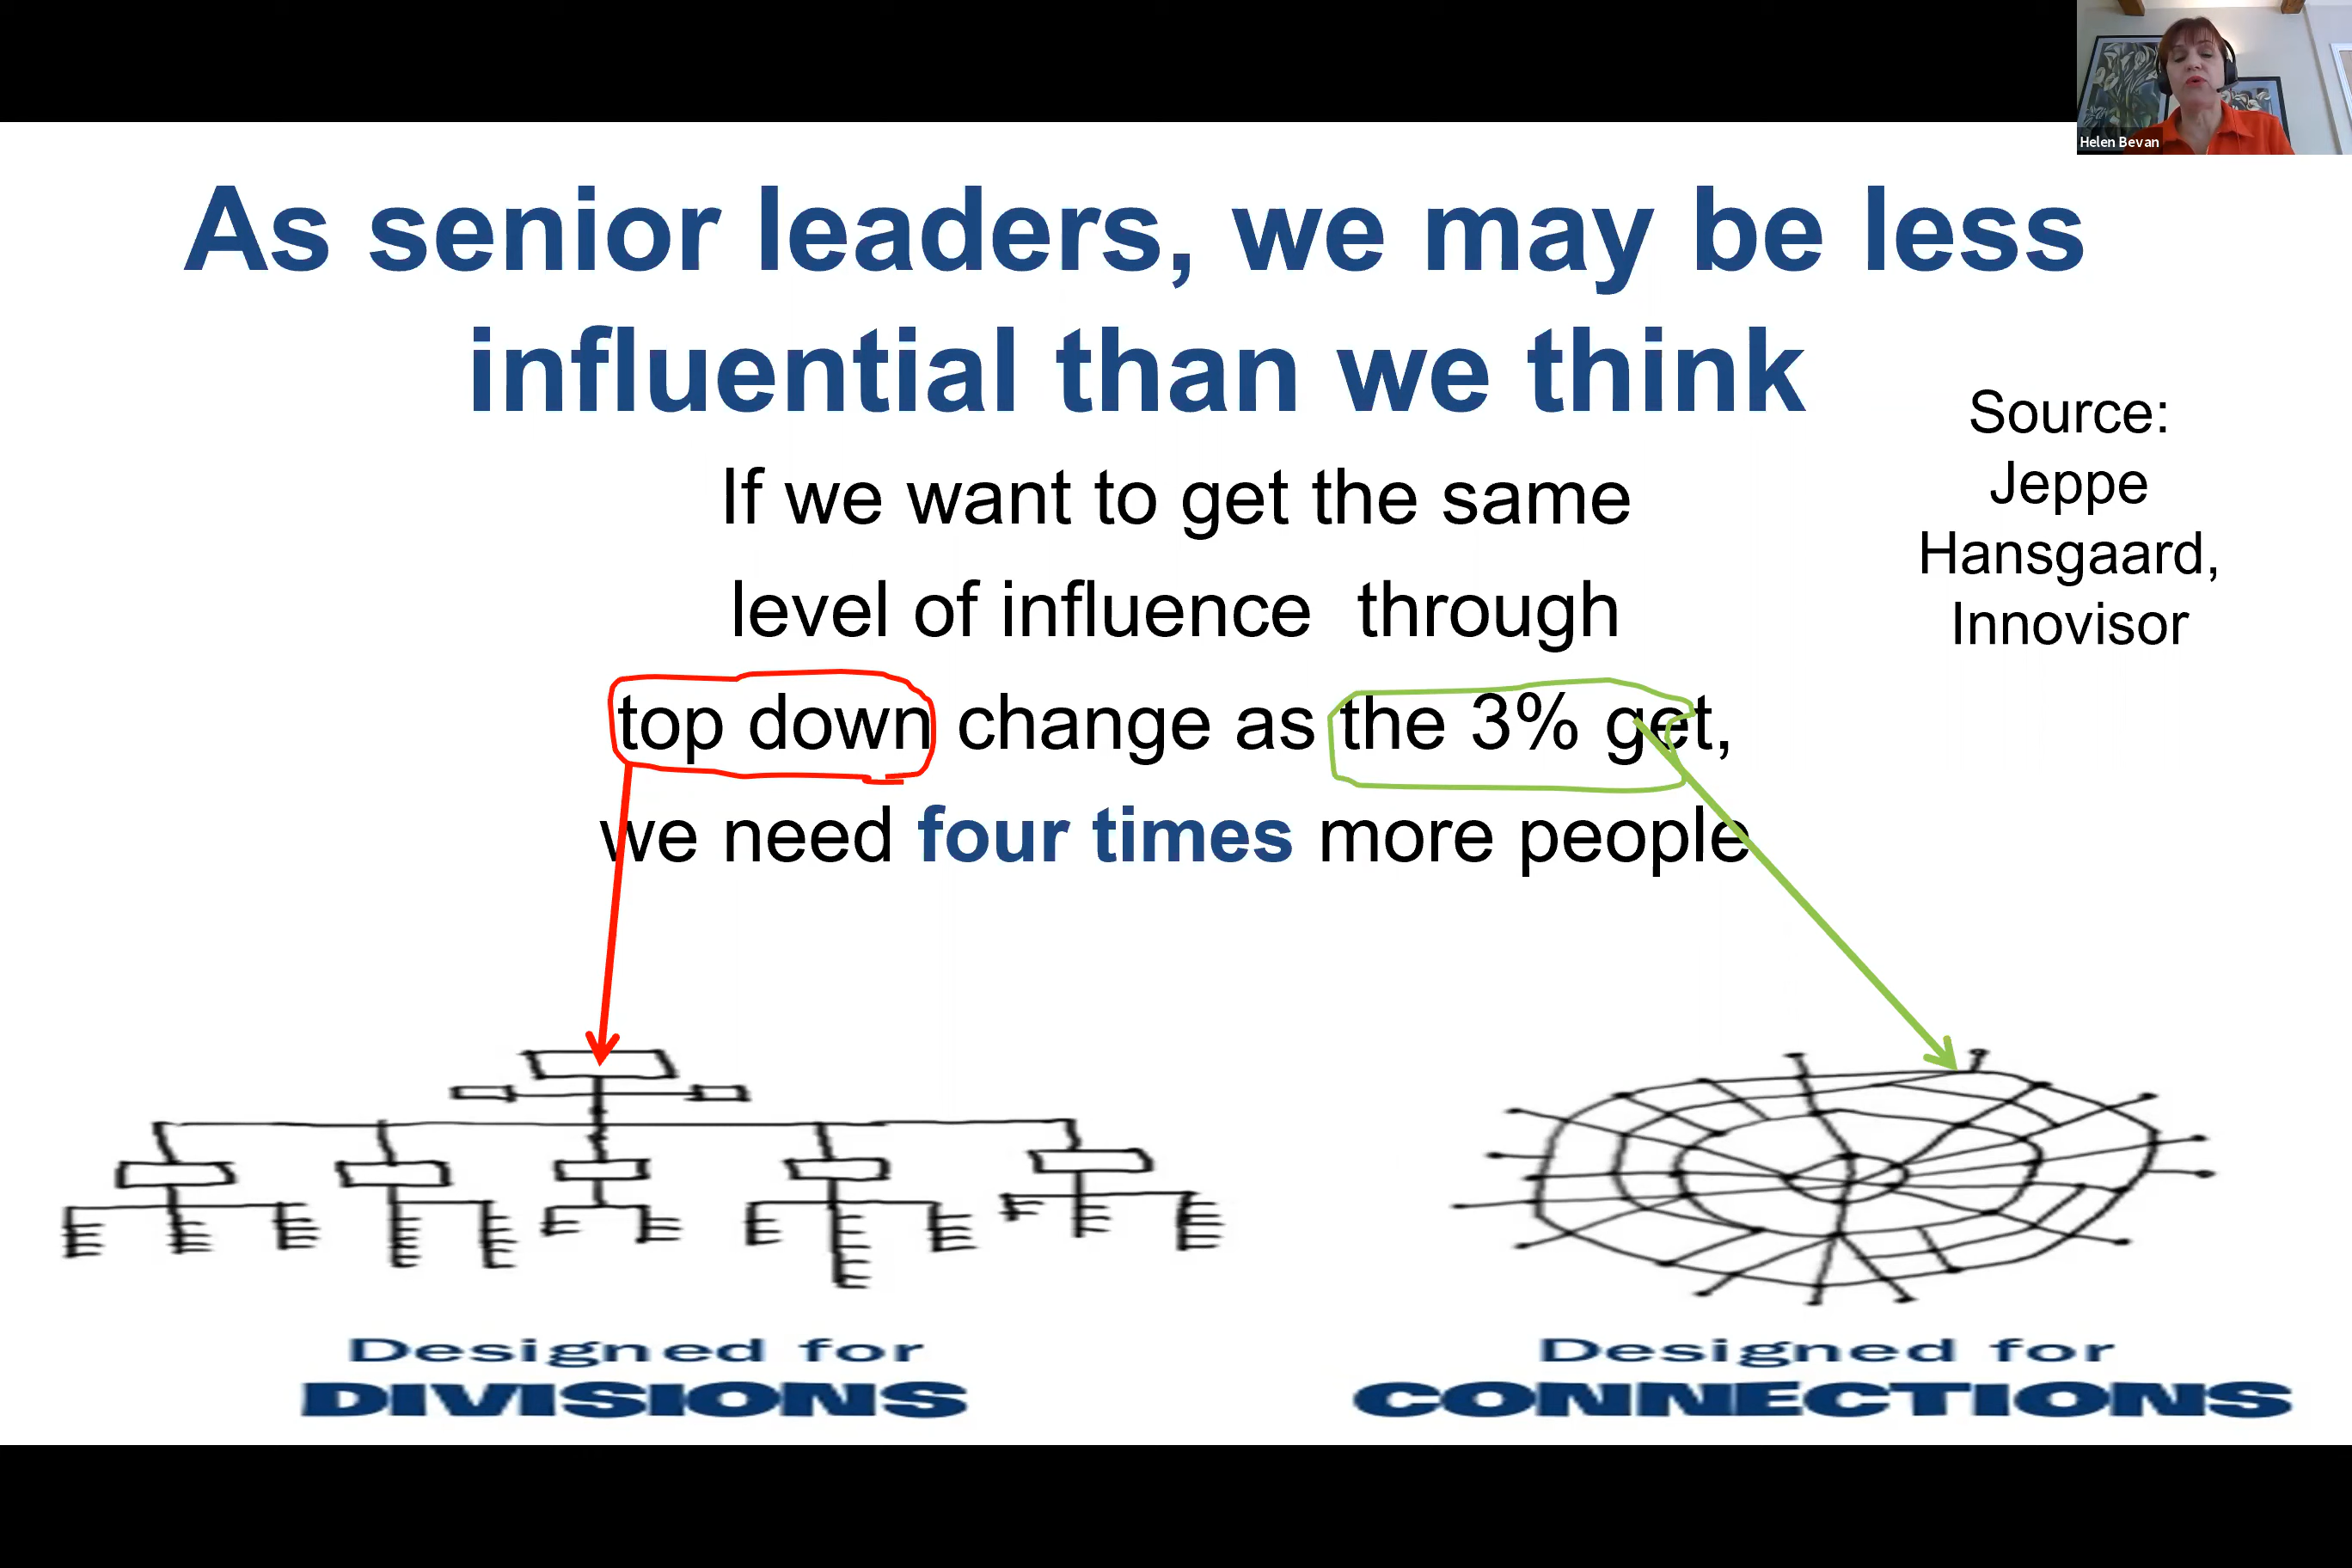 Helen Bevan
As senior leaders, we may be less
influential than we think
Source:
Jeppe
Hansgaard,
Innovisor
If we want to get the same
level of influence through
top down change as the 3% get,
we need four times more people
Designed for
DIVISIONS
Designed for
CONNECTIONS